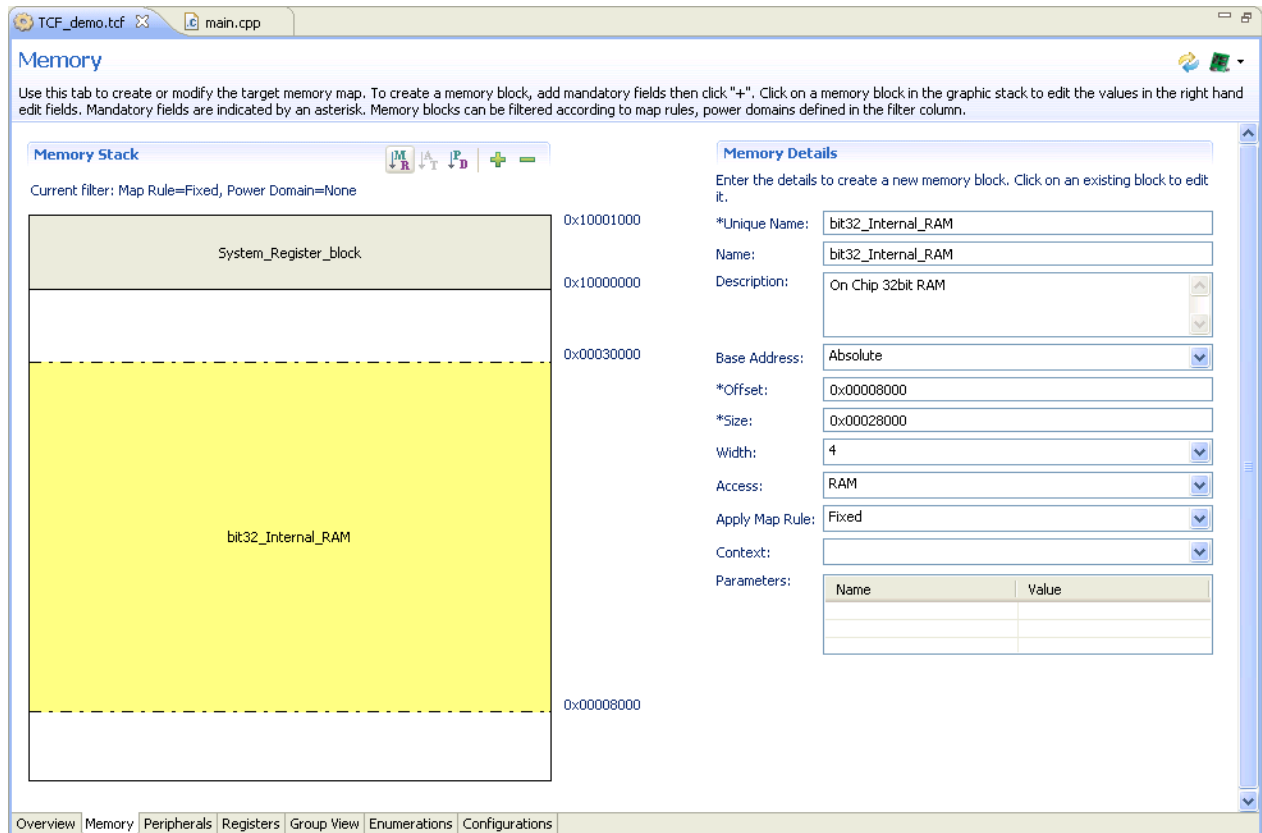 TCF_demo.tcf
main.cpp
Memory
Use this tab to create or modify the target memory map. To create a memory block, add mandatory fields then click "+". Click on a memory block in the graphic stack to edit the values in the right hand
edit fields. Mandatory fields are indicated by an asterisk. Memory blocks can be filtered according to map rules, power domains defined in the filter column.
Memory Stack
M R A T P D
Current filter: Map Rule=Fixed, Power Domain=None
0x10001000
System_Register_block
0x10000000
0x00030000
bit32_Internal_RAM
0x00008000
Memory Details
Enter the details to create a new memory block. Click on an existing block to edit
it.
*Unique Name: bit32_Internal_RAM
Name: bit32_Internal_RAM
Description: On Chip 32bit RAM
Base Address: Absolute
*Offset: 0x00008000
*Size: 0x00028000
Width: 4
Access: RAM
Apply Map Rule: Fixed
Context:
Parameters:
Name Value
Overview Memory Peripherals Registers Group View Enumerations Configurations